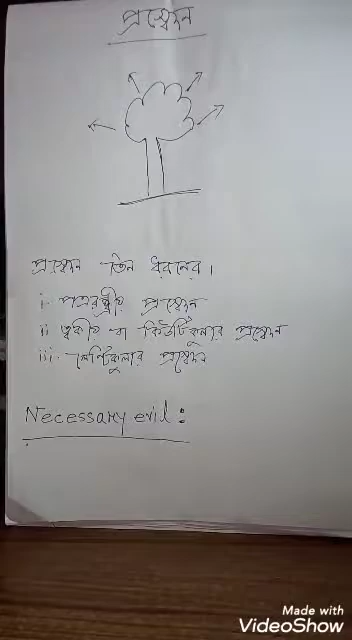 প্রস্বেদন
প্রস্বেদন তিন ধরনের।
i. পত্ররন্ধ্রীয় প্রস্বেদন
ii ত্বকীয় বা কিউটিকুলার প্রস্বেদন
iii. লেন্টিকুলার প্রস্বেদন
Necessary evil:
Made with
VideoShow